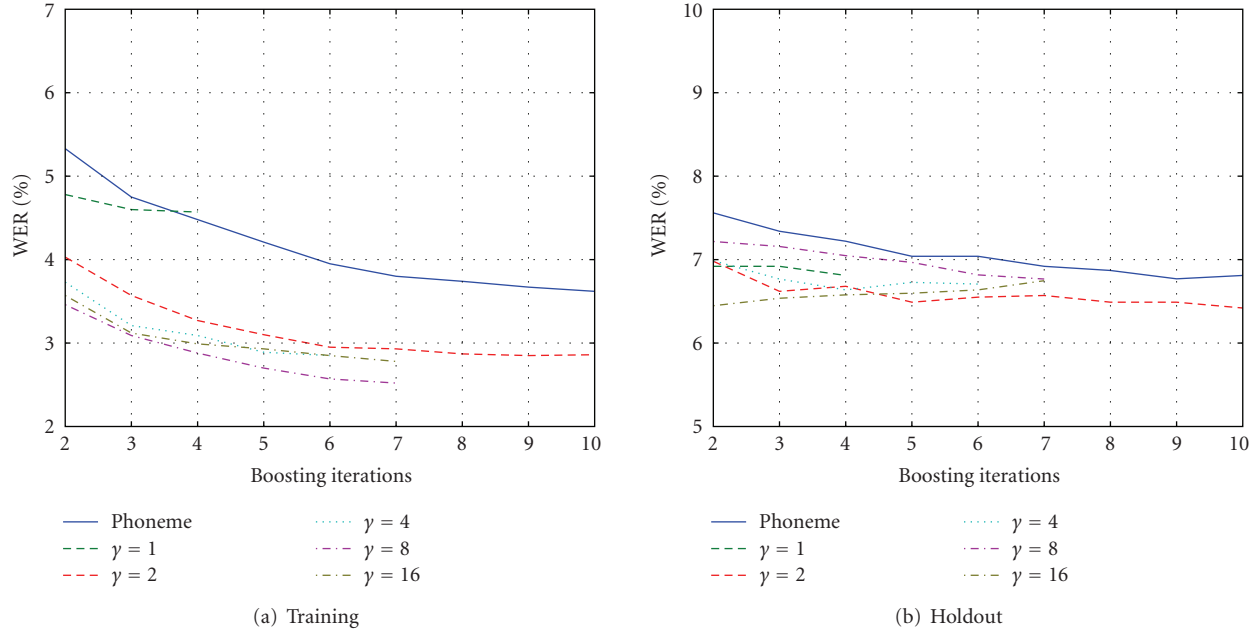 7
6
5
4
3
2
WER (%)
2 3 4 5 6 7 8 9 10
Boosting iterations
Phoneme
γ = 1
γ = 2
γ = 4
γ = 8
γ = 16
(a) Training
10
9
8
7
6
5
WER (%)
2 3 4 5 6 7 8 9 10
Boosting iterations
Phoneme
γ = 1
γ = 2
γ = 4
γ = 8
γ = 16
(b) Holdout